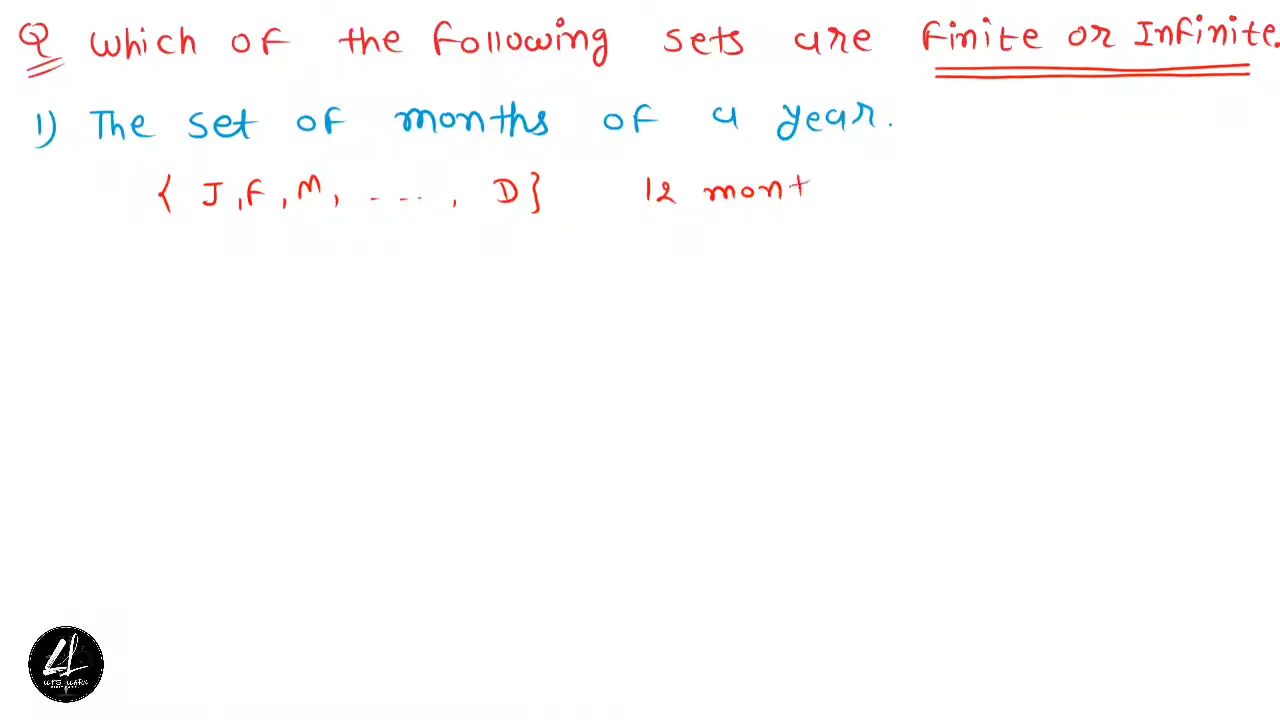 Q Which of the following sets are Finite or Infinite.
1) The set of months of a year.
{ J, F, M, ...., D} 12 mont